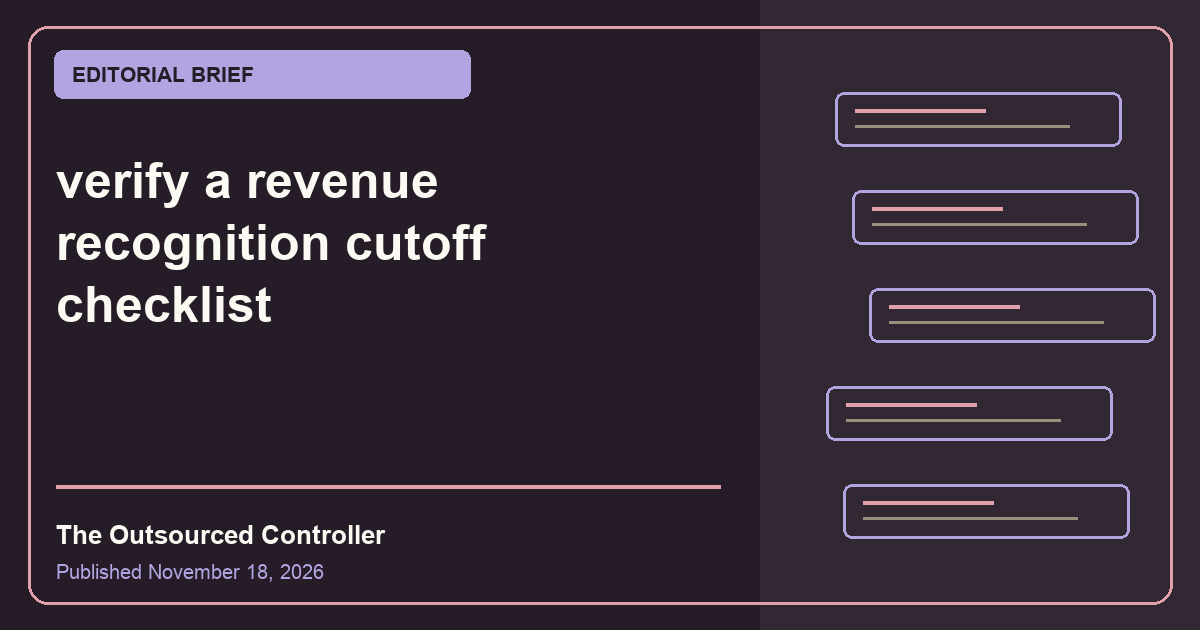 EDITORIAL BRIEF
verify a revenue
recognition cutoff
checklist
The Outsourced Controller
Published November 18, 2026